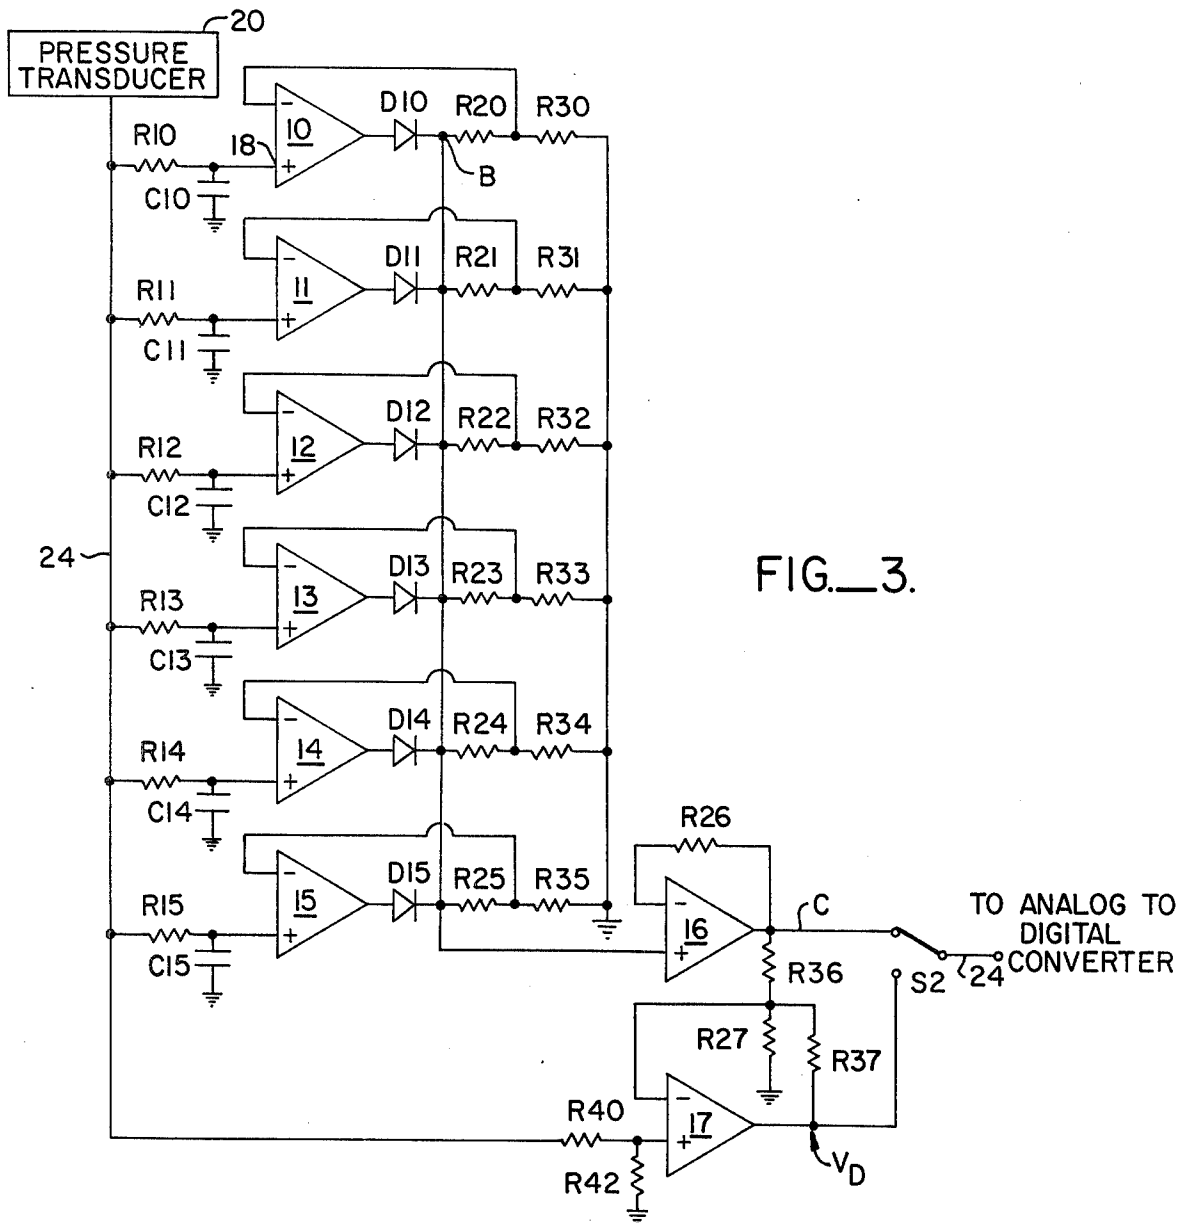 20
PRESSURE
TRANSDUCER
R10
18
C10
-
10
+
D10
R20
R30
B
R11
C11
-
11
+
D11
R21
R31
R12
C12
-
12
+
D12
R22
R32
24
R13
C13
-
13
+
D13
R23
R33
FIG. 3.
R14
C14
-
14
+
D14
R24
R34
R15
C15
-
15
+
D15
R25
R35
R26
-
16
+
C
R36
S2
24
TO ANALOG TO
DIGITAL
CONVERTER
R27
R37
R40
R42
-
17
+
VD